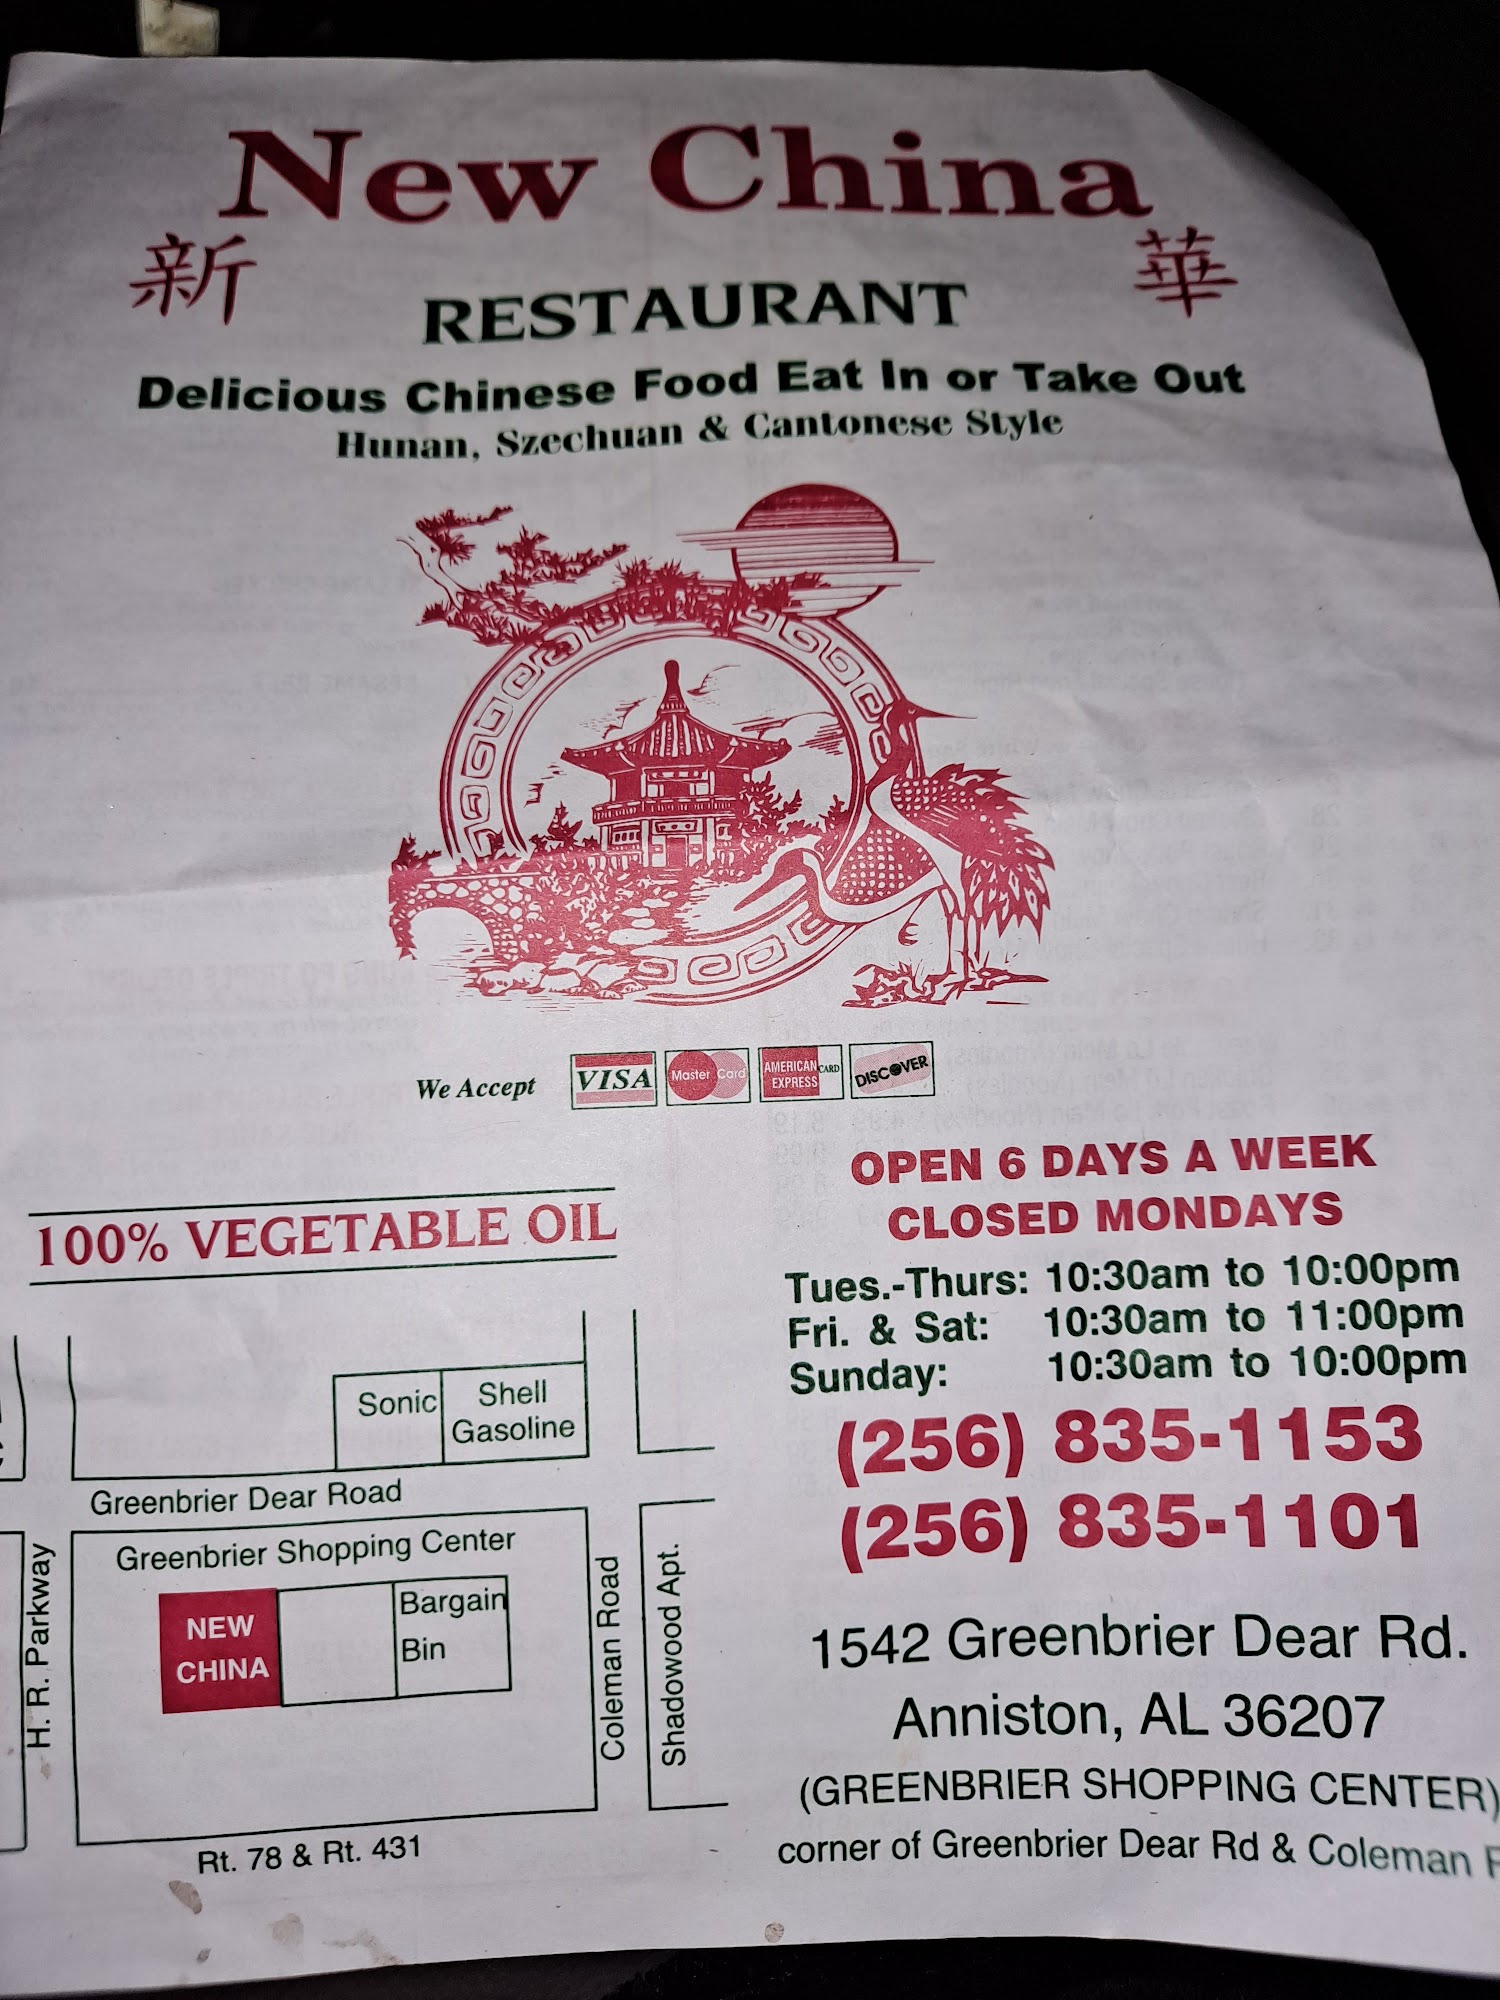 New China
新 華
RESTAURANT
Delicious Chinese Food Eat In or Take Out
Hunan, Szechuan & Cantonese Style
We Accept VISA Master Card AMERICAN EXPRESS CARD DISCOVER
OPEN 6 DAYS A WEEK
CLOSED MONDAYS
Tues.-Thurs: 10:30am to 10:00pm
Fri. & Sat: 10:30am to 11:00pm
Sunday: 10:30am to 10:00pm
(256) 835-1153
(256) 835-1101
1542 Greenbrier Dear Rd.
Anniston, AL 36207
(GREENBRIER SHOPPING CENTER)
corner of Greenbrier Dear Rd & Coleman
100% VEGETABLE OIL
Sonic
Shell
Gasoline
Greenbrier Dear Road
Greenbrier Shopping Center
NEW
CHINA
Bargain
Bin
H. R. Parkway
Coleman Road
Shadowood Apt.
Rt. 78 & Rt. 431